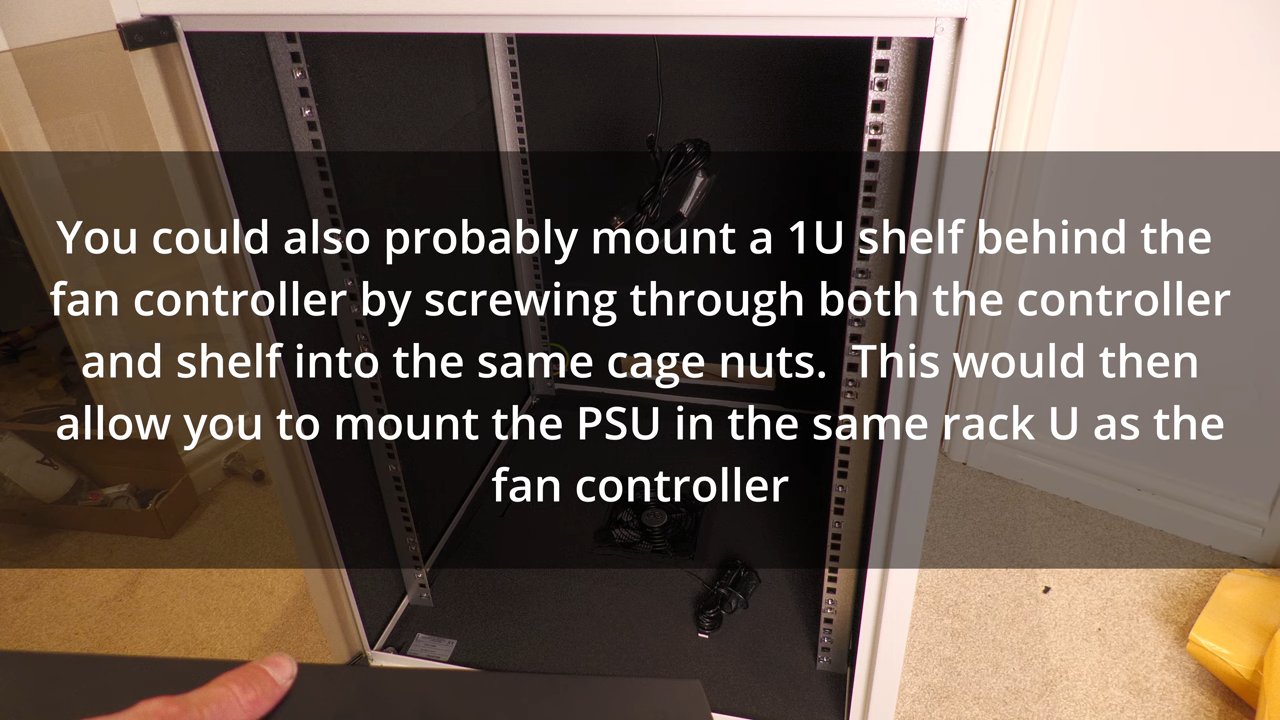 You could also probably mount a 1U shelf behind the
fan controller by screwing through both the controller
and shelf into the same cage nuts.  This would then
allow you to mount the PSU in the same rack U as the
fan controller